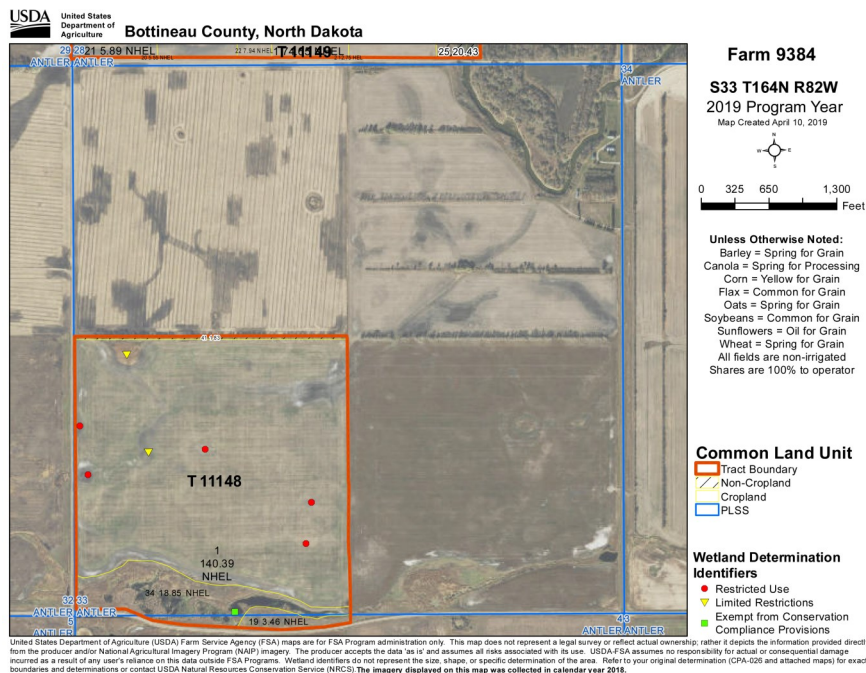 USDA
United States
Department of
Agriculture
Bottineau County, North Dakota
29 28
21 5.89 NHEL
22 7.94 NHEL
T 11149
25 20.43
ANTLER ANTLER
34
ANTLER
41 1.63
T 11148
1
140.39
NHEL
34 18.85 NHEL
32 33
ANTLER ANTLER
5
19 3.46 NHEL
4 3
ANTLER
ANTLER ANTLER
Farm 9384
S33 T164N R82W
2019 Program Year
Map Created April 10, 2019
N
W E
S
0 325 650 1,300
Feet
Unless Otherwise Noted:
Barley = Spring for Grain
Canola = Spring for Processing
Corn = Yellow for Grain
Flax = Common for Grain
Oats = Spring for Grain
Soybeans = Common for Grain
Sunflowers = Oil for Grain
Wheat = Spring for Grain
All fields are non-irrigated
Shares are 100% to operator
Common Land Unit
Tract Boundary
Non-Cropland
Cropland
PLSS
Wetland Determination
Identifiers
Restricted Use
Limited Restrictions
Exempt from Conservation
Compliance Provisions
United States Department of Agriculture (USDA) Farm Service Agency (FSA) maps are for FSA Program administration only. This map does not represent a legal survey or reflect actual ownership; rather it depicts the information provided directl
from the producer and/or National Agricultural Imagery Program (NAIP) imagery. The producer accepts the data 'as is' and assumes all risks associated with its use. USDA-FSA assumes no responsibility for actual or consequential damage
incurred as a result of any user's reliance on this data outside FSA Programs. Wetland identifiers do not represent the size, shape, or specific determination of the area. Refer to your original determination (CPA-026 and attached maps) for exac
boundaries and determinations or contact USDA Natural Resources Conservation Service (NRCS). The imagery displayed on this map was collected in calendar year 2018.